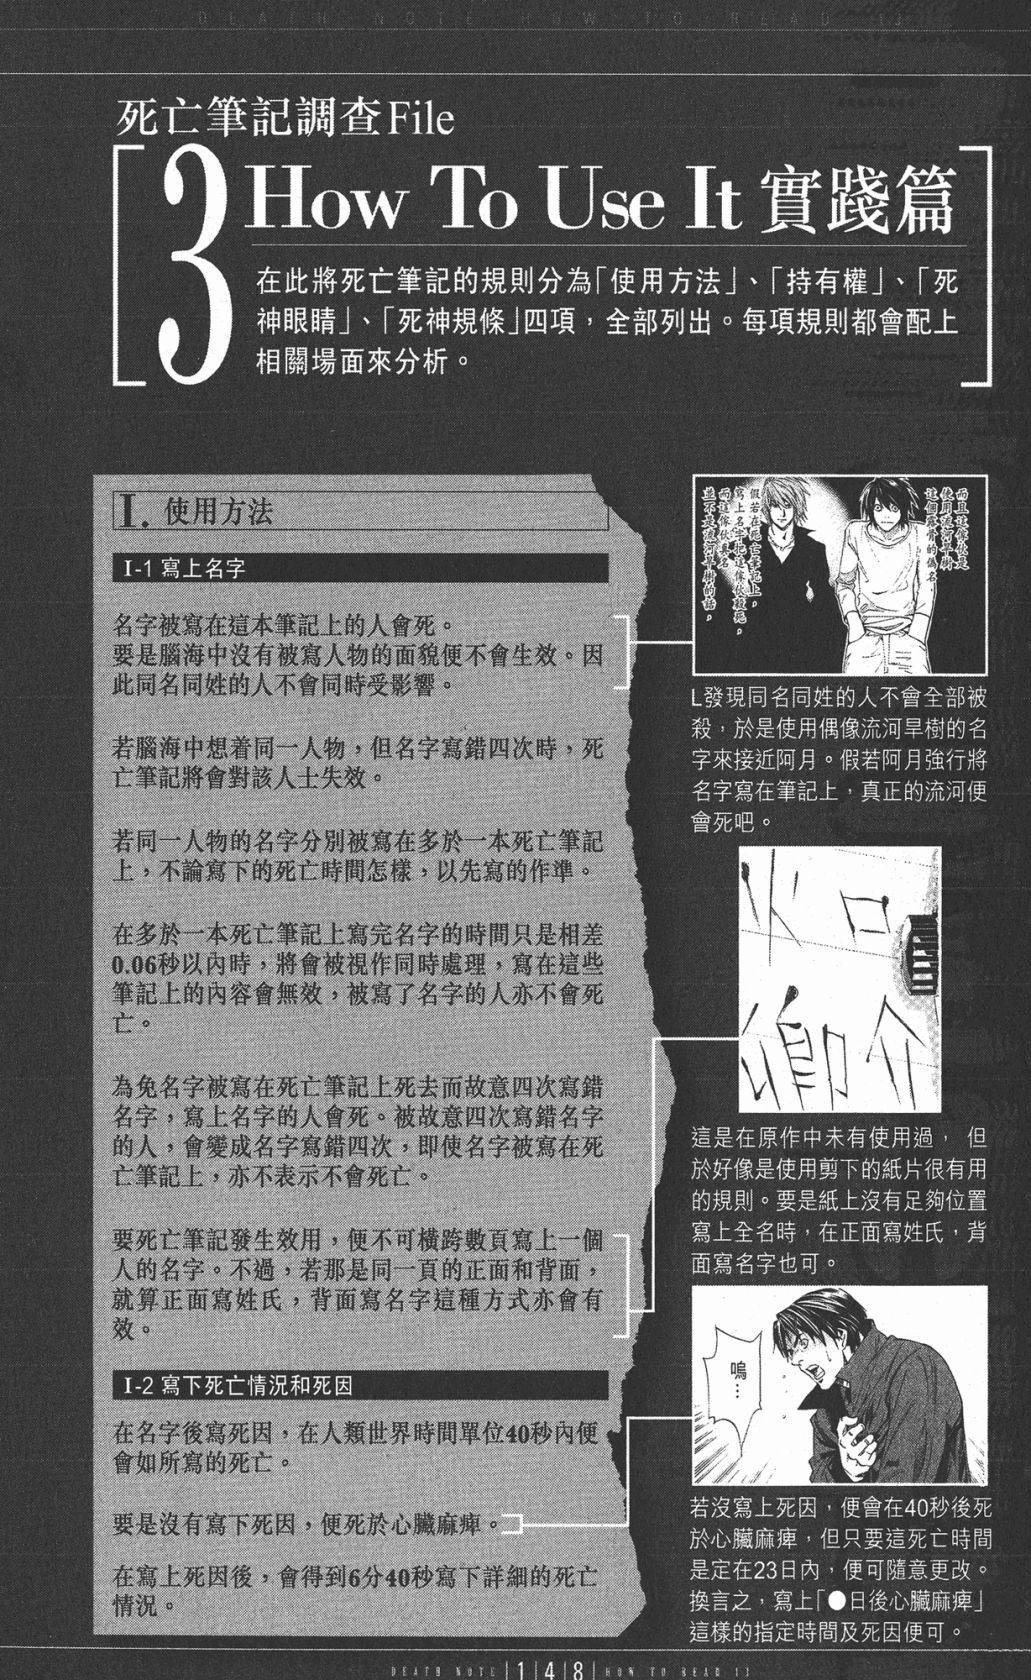 DEATH NOTE HOW TO READ 13
死亡筆記調查File
3 How To Use It 實踐篇
在此將死亡筆記的規則分為「使用方法」、「持有權」、「死
神眼睛」、「死神規條」四項，全部列出。每項規則都會配上
相關場面來分析。
I. 使用方法
I-1 寫上名字
名字被寫在這本筆記上的人會死。
要是腦海中沒有被寫人物的面貌便不會生效。因
此同名同姓的人不會同時受影響。
若腦海中想着同一人物，但名字寫錯四次時，死
亡筆記將會對該人士失效。
若同一人物的名字分別被寫在多於一本死亡筆記
上，不論寫下的死亡時間怎樣，以先寫的作準。
在多於一本死亡筆記上寫完名字的時間只是相差
0.06秒以內時，將會被視作同時處理，寫在這些
筆記上的內容會無效，被寫了名字的人亦不會死
亡。
為免名字被寫在死亡筆記上死去而故意四次寫錯
名字，寫上名字的人會死。被故意四次寫錯名字
的人，會變成名字寫錯四次，即使名字被寫在死
亡筆記上，亦不表示不會死亡。
要死亡筆記發生效用，便不可橫跨數頁寫上一個
人的名字。不過，若那是同一頁的正面和背面，
就算正面寫姓氏，背面寫名字這種方式亦會有
效。
I-2 寫下死亡情況和死因
在名字後寫死因，在人類世界時間單位40秒內便
會如所寫的死亡。
要是沒有寫下死因，便死於心臟麻痺。
在寫上死因後，會得到6分40秒寫下詳細的死亡
情況。
而且這傢伙是
使用流河旱樹
這個露骨的偽名
假若在死亡筆記上，
寫上名字把這傢伙殺死，
而這傢伙真名
並不是流河旱樹的話，
L發現同名同姓的人不會全部被
殺，於是使用偶像流河旱樹的名
字來接近阿月。假若阿月強行將
名字寫在筆記上，真正的流河便
會死吧。
火口
卿介
這是在原作中未有使用過， 但
於好像是使用剪下的紙片很有用
的規則。要是紙上沒有足夠位置
寫上全名時，在正面寫姓氏，背
面寫名字也可。
嗚…
若沒寫上死因，便會在40秒後死
於心臟麻痺，但只要這死亡時間
是定在23日內，便可隨意更改。
換言之，寫上「●日後心臟麻痺」
這樣的指定時間及死因便可。
DEATH NOTE 148 HOW TO READ 13